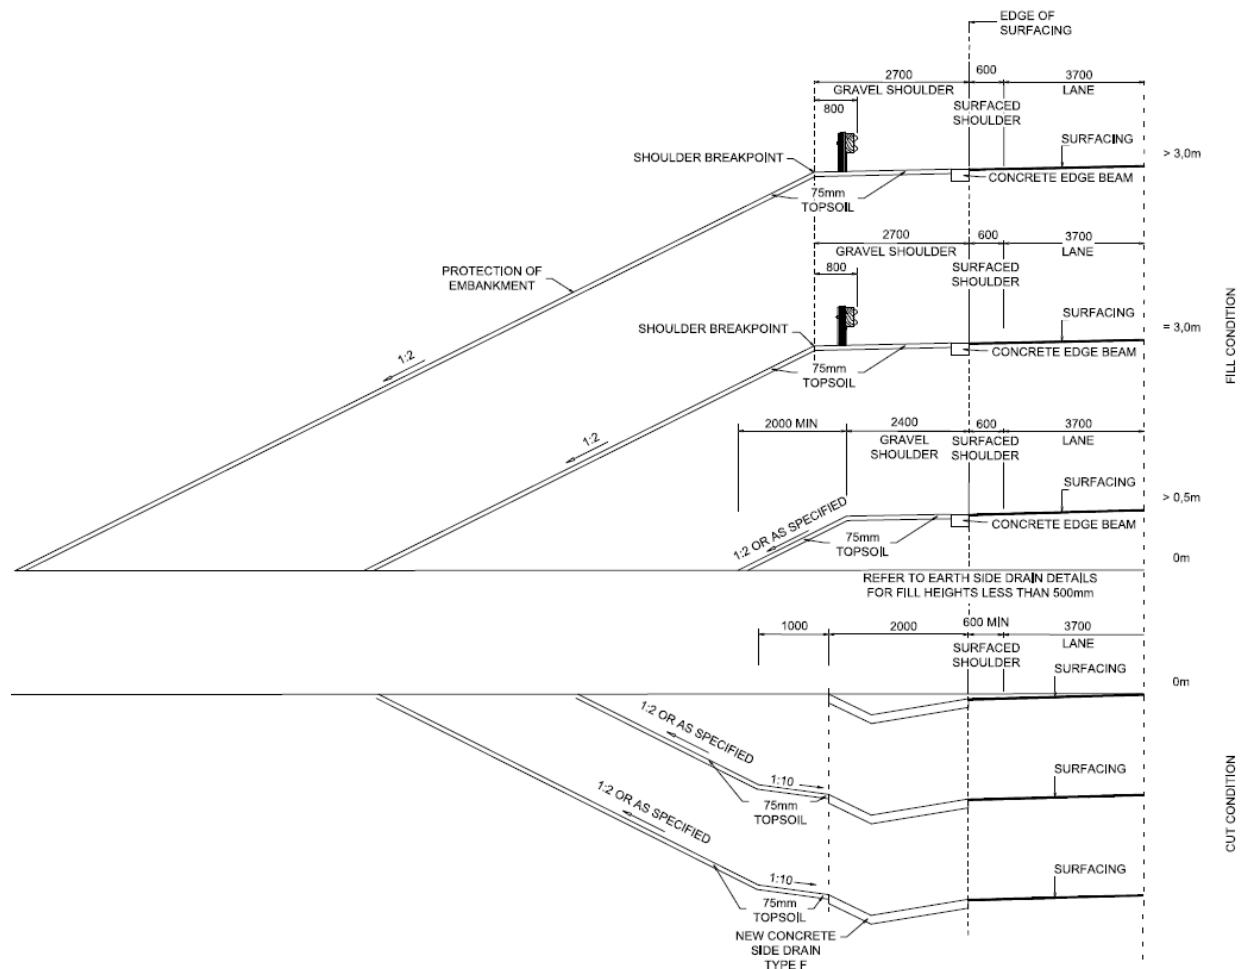 EDGE OF
SURFACING
2700
600
3700
GRAVEL SHOULDER
SURFACED
SHOULDER
LANE
800
SURFACING
SHOULDER BREAKPOINT
> 3,0m
CONCRETE EDGE BEAM
75mm
TOPSOIL
2700
600
3700
GRAVEL SHOULDER
SURFACED
SHOULDER
LANE
800
PROTECTION OF
EMBANKMENT
SURFACING
SHOULDER BREAKPOINT
= 3,0m
CONCRETE EDGE BEAM
1:2
75mm
TOPSOIL
FILL CONDITION
2000 MIN
2400
600
3700
GRAVEL
SHOULDER
SURFACED
SHOULDER
LANE
1:2
SURFACING
> 0,5m
1:2 OR AS SPECIFIED
CONCRETE EDGE BEAM
75mm
TOPSOIL
0m
REFER TO EARTH SIDE DRAIN DETAILS
FOR FILL HEIGHTS LESS THAN 500mm
1000
2000
600 MIN
3700
SURFACED
SHOULDER
LANE
SURFACING
0m
1:2 OR AS SPECIFIED
1:10
SURFACING
75mm
TOPSOIL
1:2 OR AS SPECIFIED
CUT CONDITION
1:10
SURFACING
75mm
TOPSOIL
NEW CONCRETE
SIDE DRAIN
TYPE F